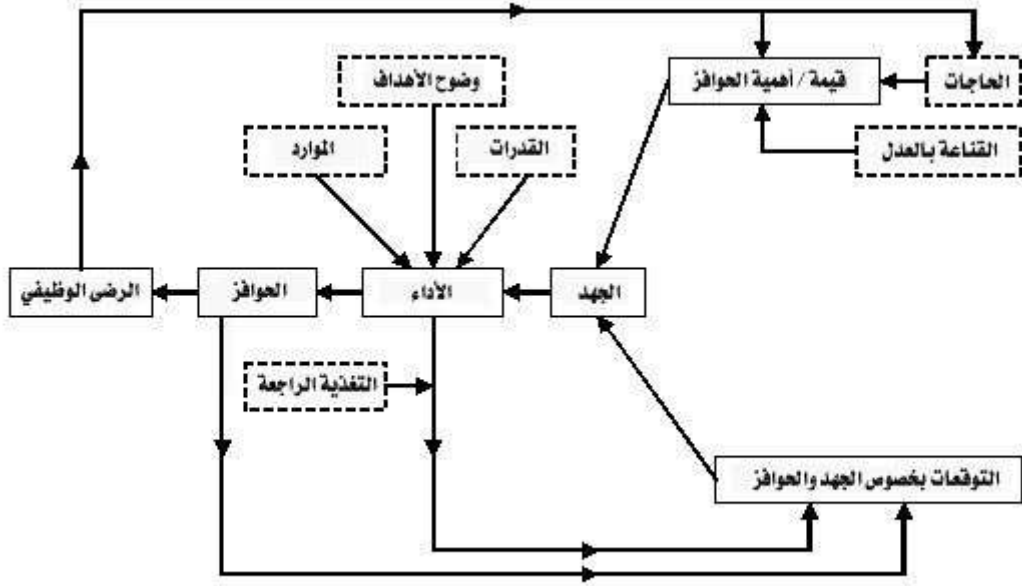 وضوح الأهداف
قيمة / أهمية الحوافز
الحاجات
القناعة بالعدل
القدرات
الموارد
الجهد
الأداء
الحوافز
الرضى الوظيفي
التغذية الراجعة
التوقعات بخصوص الجهد والحوافز